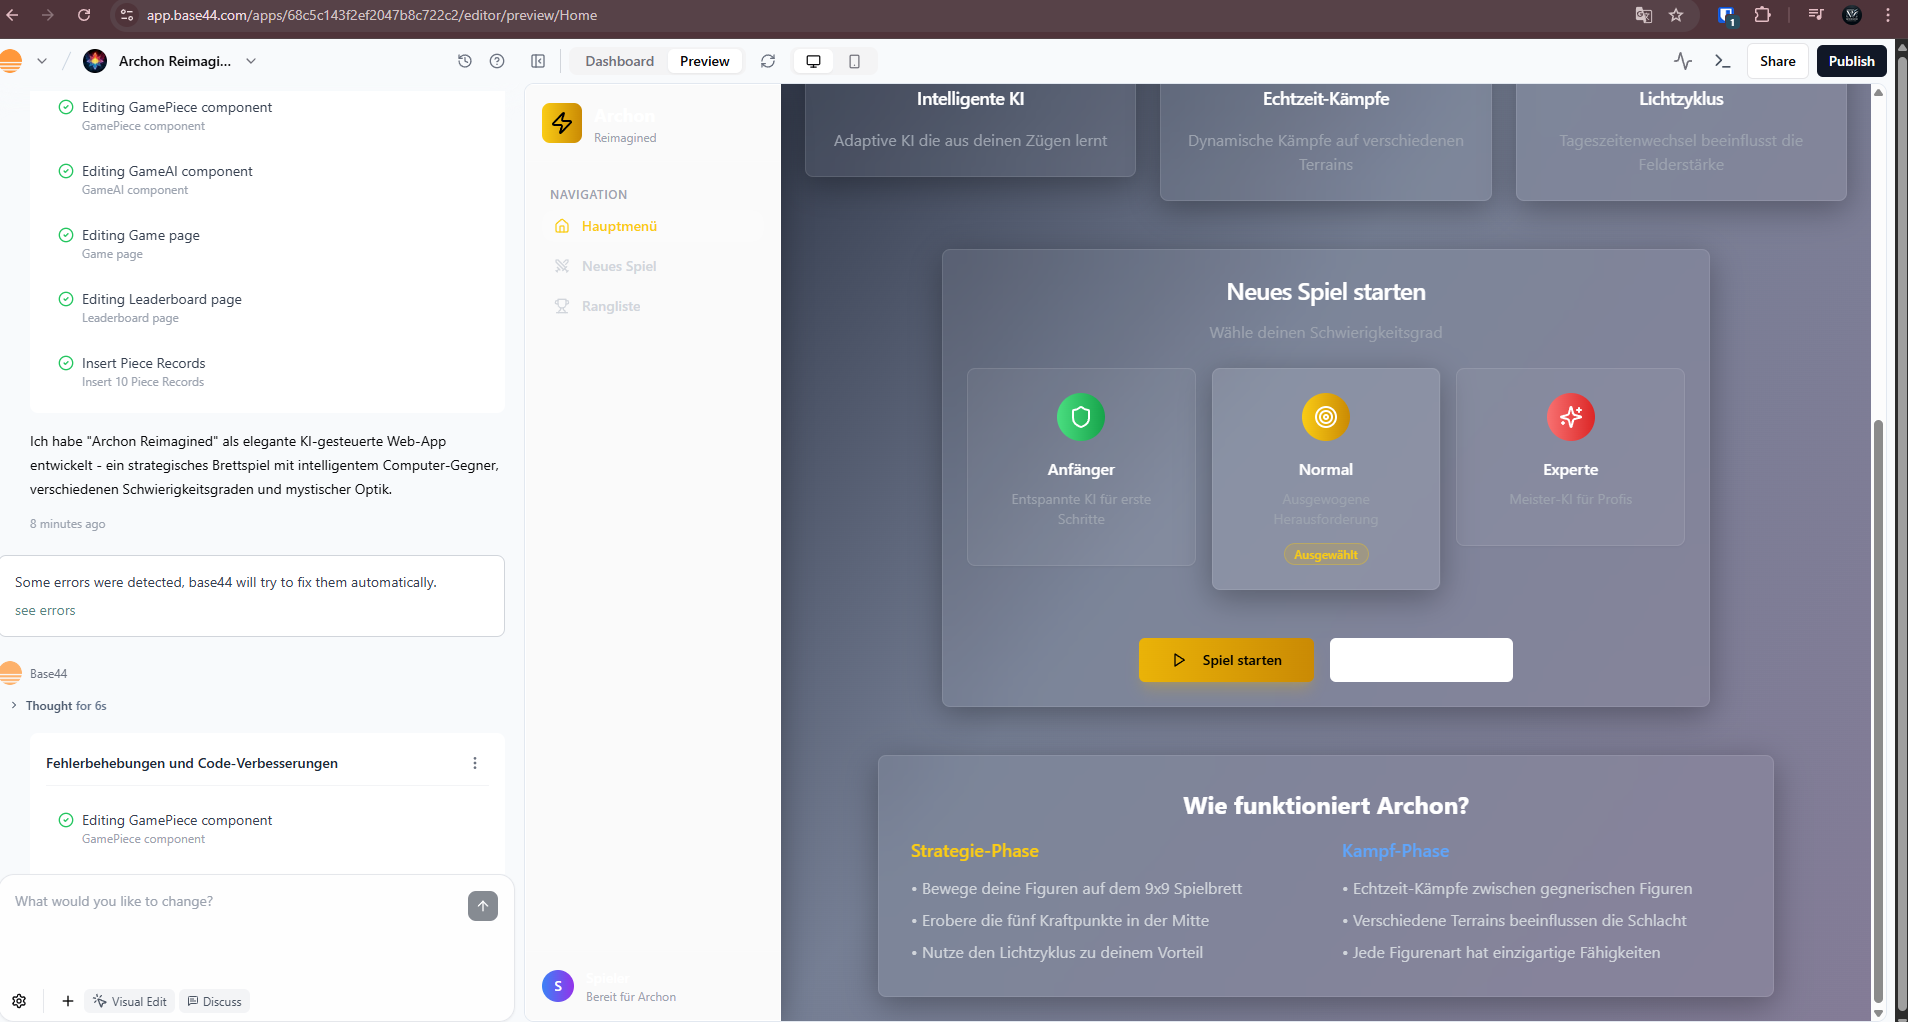 app.base44.com/apps/68c5c143f2ef2047b8c722c2/editor/preview/Home
1
Archon Reimagi...
Dashboard
Preview
Share
Publish
Editing GamePiece component
GamePiece component
Editing GameAI component
GameAI component
Editing Game page
Game page
Editing Leaderboard page
Leaderboard page
Insert Piece Records
Insert 10 Piece Records
Ich habe "Archon Reimagined" als elegante KI-gesteuerte Web-App
entwickelt - ein strategisches Brettspiel mit intelligentem Computer-Gegner,
verschiedenen Schwierigkeitsgraden und mystischer Optik.
8 minutes ago
Some errors were detected, base44 will try to fix them automatically.
see errors
Base44
Thought for 6s
Fehlerbehebungen und Code-Verbesserungen
Editing GamePiece component
GamePiece component
What would you like to change?
Visual Edit
Discuss
Archon
Reimagined
NAVIGATION
Hauptmenü
Neues Spiel
Rangliste
S
Spieler
Bereit für Archon
Intelligente KI
Adaptive KI die aus deinen Zügen lernt
Echtzeit-Kämpfe
Dynamische Kämpfe auf verschiedenen
Terrains
Lichtzyklus
Tageszeitenwechsel beeinflusst die
Felderstärke
Neues Spiel starten
Wähle deinen Schwierigkeitsgrad
Anfänger
Entspannte KI für erste
Schritte
Normal
Ausgewogene
Herausforderung
Ausgewählt
Experte
Meister-KI für Profis
Spiel starten
Wie funktioniert Archon?
Strategie-Phase
• Bewege deine Figuren auf dem 9x9 Spielbrett
• Erobere die fünf Kraftpunkte in der Mitte
• Nutze den Lichtzyklus zu deinem Vorteil
Kampf-Phase
• Echtzeit-Kämpfe zwischen gegnerischen Figuren
• Verschiedene Terrains beeinflussen die Schlacht
• Jede Figurenart hat einzigartige Fähigkeiten